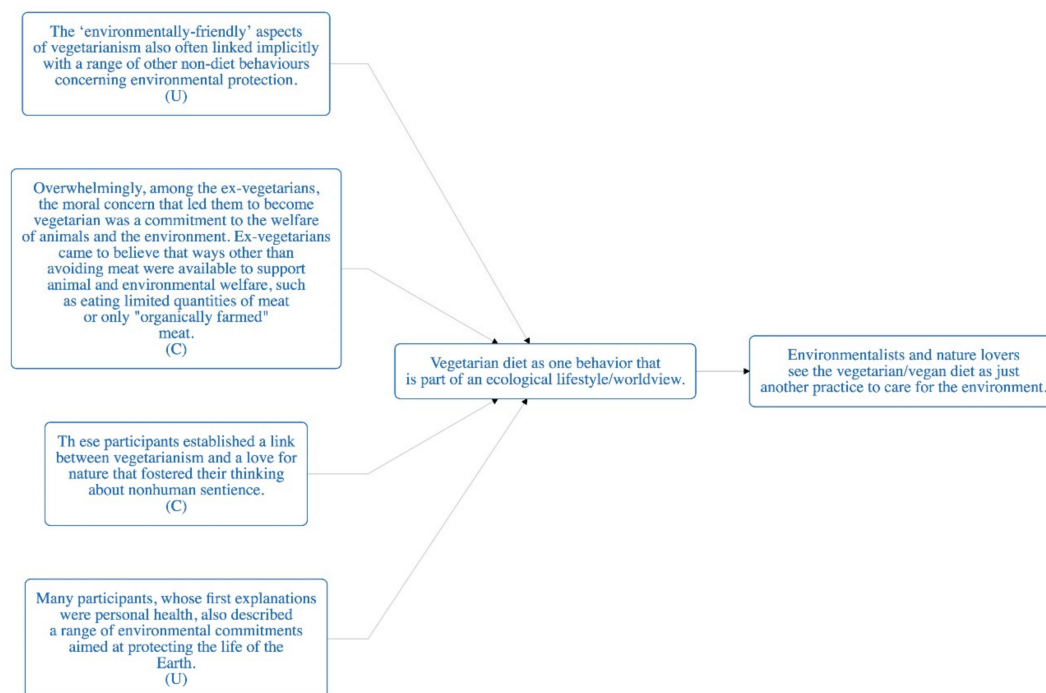 The ‘environmentally-friendly’ aspects
of vegetarianism also often linked implicitly
with a range of other non-diet behaviours
concerning environmental protection.
(U)
Overwhelmingly, among the ex-vegetarians,
the moral concern that led them to become
vegetarian was a commitment to the welfare
of animals and the environment. Ex-vegetarians
came to believe that ways other than
avoiding meat were available to support
animal and environmental welfare, such
as eating limited quantities of meat
or only "organically farmed"
meat.
(C)
Th ese participants established a link
between vegetarianism and a love for
nature that fostered their thinking
about nonhuman sentience.
(C)
Many participants, whose first explanations
were personal health, also described
a range of environmental commitments
aimed at protecting the life of the
Earth.
(U)
Vegetarian diet as one behavior that
is part of an ecological lifestyle/worldview.
Environmentalists and nature lovers
see the vegetarian/vegan diet as just
another practice to care for the environment.